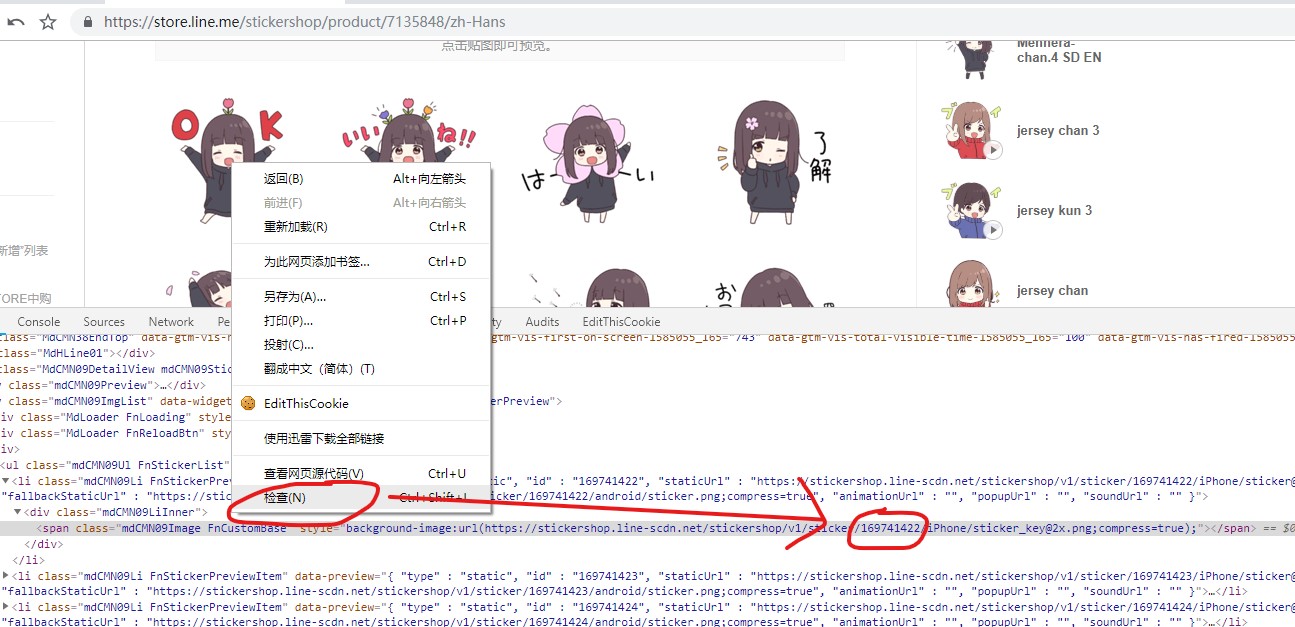 https://store.line.me/stickershop/product/7135848/zh-Hans
点击贴图即可预览。
Menhera-
chan.4 SD EN
jersey chan 3
jersey kun 3
jersey chan
新增"列表
TORE中购
OK
いいね!!
はーい
了解
お
返回(B) Alt+向左箭头
前进(F) Alt+向右箭头
重新加载(R) Ctrl+R
为此网页添加书签... Ctrl+D
另存为(A)... Ctrl+S
打印(P)... Ctrl+P
投射(C)...
翻成中文（简体）(T)
EditThisCookie
使用迅雷下载全部链接
查看网页源代码(V) Ctrl+U
检查(N) Ctrl+Shift+I
Console Sources Network Pe ty Audits EditThisCookie
class="MdCMN38EndTop" data-gtm-vis- gtm-vis-first-on-screen-1585055_165="743" data-gtm-vis-total-visible-time-1585055_165="100" data-gtm-vis-has-fired-1585055
class="MdHLine01"></div>
class="MdCMN09DetailView mdCMN09Stic
class="mdCMN09Preview">…</div>
class="mdCMN09ImgList" data-widget erPreview">
iv class="MdLoader FnLoading" style
iv class="MdLoader FnReloadBtn" sty
iv>
<ul class="mdCMN09Ul FnStickerList"
▼<li class="mdCMN09Li FnStickerPre static", "id" : "169741422", "staticUrl" : "https://stickershop.line-scdn.net/stickershop/v1/sticker/169741422/iPhone/sticker@
"fallbackStaticUrl" : "https://stic sticker/169741422/android/sticker.png;compress=true", "animationUrl" : "", "popupUrl" : "", "soundUrl" : "" }">
▼<div class="mdCMN09LiInner">
<span class="mdCMN09Image FnCustomBase" style="background-image:url(https://stickershop.line-scdn.net/stickershop/v1/sticker/169741422/iPhone/sticker_key@2x.png;compress=true);"></span> == $0
</div>
</li>
▶<li class="mdCMN09Li FnStickerPreviewItem" data-preview="{ "type" : "static", "id" : "169741423", "staticUrl" : "https://stickershop.line-scdn.net/stickershop/v1/sticker/169741423/iPhone/sticker@
"fallbackStaticUrl" : "https://stickershop.line-scdn.net/stickershop/v1/sticker/169741423/android/sticker.png;compress=true", "animationUrl" : "", "popupUrl" : "", "soundUrl" : "" }">…</li>
▶<li class="mdCMN09Li FnStickerPreviewItem" data-preview="{ "type" : "static", "id" : "169741424", "staticUrl" : "https://stickershop.line-scdn.net/stickershop/v1/sticker/169741424/iPhone/sticker@
"fallbackStaticUrl" : "https://stickershop.line-scdn.net/stickershop/v1/sticker/169741424/android/sticker.png;compress=true", "animationUrl" : "", "popupUrl" : "", "soundUrl" : "" }">…</li>